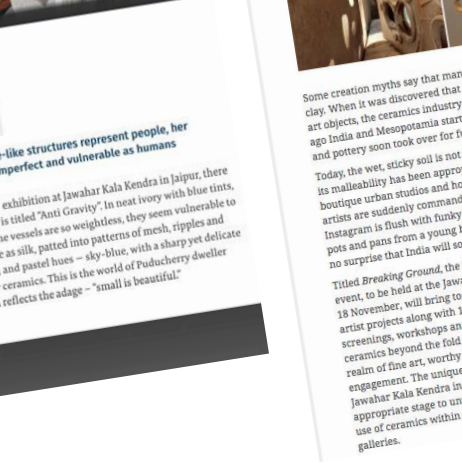 -like structures represent people, her
mperfect and vulnerable as humans
exhibition at Jawahar Kala Kendra in Jaipur, there
is titled "Anti Gravity". In neat ivory with blue tints,
vessels are so weightless, they seem vulnerable to
as silk, patted into patterns of mesh, ripples and
and pastel hues – sky-blue, with a sharp yet delicate
ceramics. This is the world of Puducherry dweller
reflects the adage – "small is beautiful."
Some creation myths say that man
clay. When it was discovered that
art objects, the ceramics industry
ago India and Mesopotamia start
and pottery soon took over for f
Today, the wet, sticky soil is not
its malleability has been appro
boutique urban studios and ho
artists are suddenly command
Instagram is flush with funky
pots and pans from a young
no surprise that India will so
Titled Breaking Ground, the
event, to be held at the Jawa
18 November, will bring to
artist projects along with 1
screenings, workshops an
ceramics beyond the fold
realm of fine art, worthy
engagement. The unique
Jawahar Kala Kendra in
appropriate stage to un
use of ceramics within
galleries.